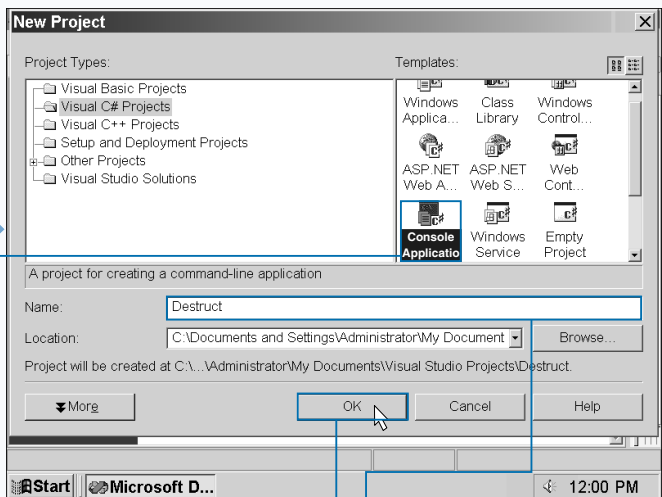 New Project
Project Types:
Templates:
Visual Basic Projects
Visual C# Projects
Visual C++ Projects
Setup and Deployment Projects
Other Projects
Visual Studio Solutions
Windows Applica...
Class Library
Windows Control...
ASP.NET Web A...
ASP.NET Web S...
Web Cont...
Console Applicatio
Windows Service
Empty Project
A project for creating a command-line application
Name:
Destruct
Location:
C:\Documents and Settings\Administrator\My Document
Browse...
Project will be created at C:\...\Administrator\My Documents\Visual Studio Projects\Destruct.
More
OK
Cancel
Help
Start
Microsoft D...
12:00 PM